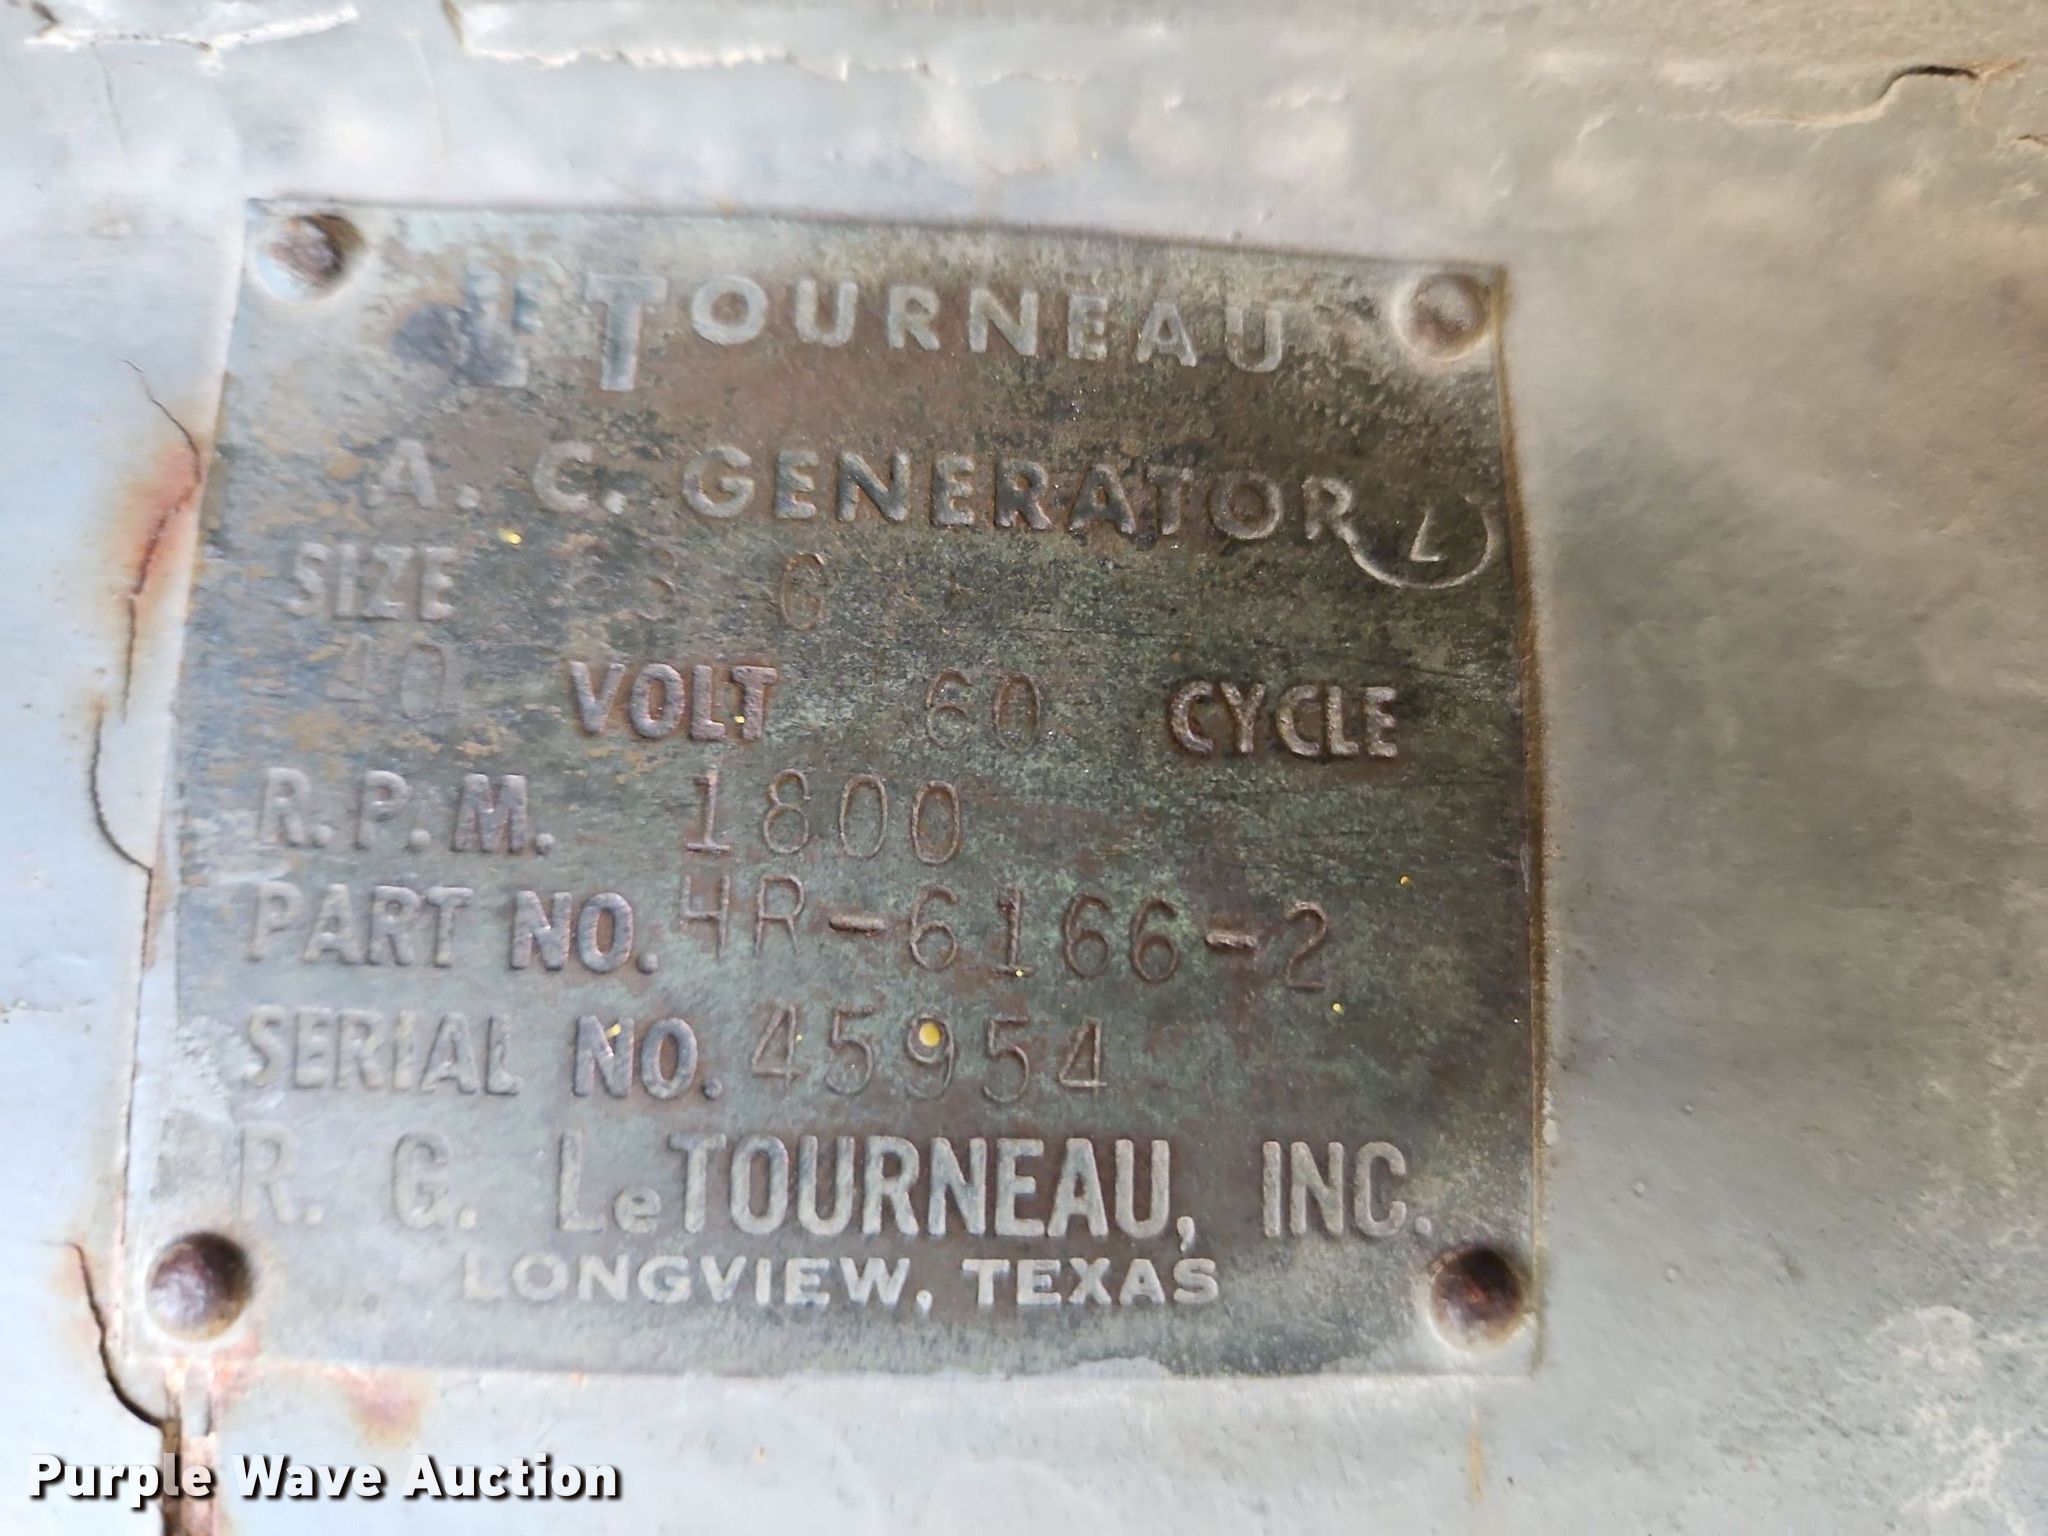 LE TOURNEAU
A. C. GENERATOR L
SIZE G
VOLT 60 CYCLE
R.P.M. 1800
PART NO. 4R-6166-2
SERIAL NO. 45954
R. G. LeTOURNEAU, INC.
LONGVIEW, TEXAS
Purple Wave Auction